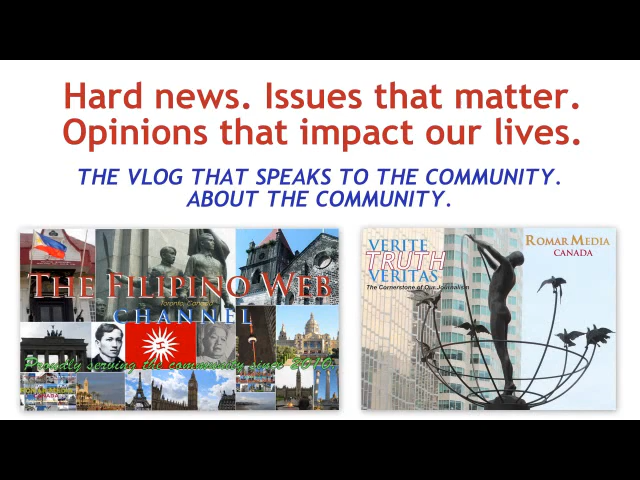 Hard news. Issues that matter.
Opinions that impact our lives.
THE VLOG THAT SPEAKS TO THE COMMUNITY.
ABOUT THE COMMUNITY.
THE FILIPINO WEB
Toronto, Canada
CHANNEL
Proudly serving the community since 2010.
VERITE
TRUTH
VERITAS
The Cornerstone of Our Journalism
ROMAR MEDIA
CANADA